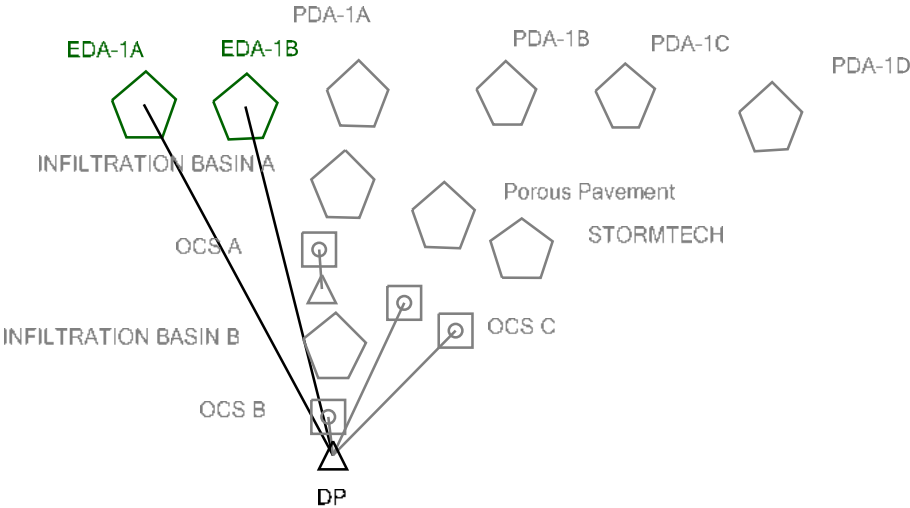 PDA-1A
EDA-1A
EDA-1B
PDA-1B
PDA-1C
PDA-1D
INFILTRATION BASIN A
Porous Pavement
OCS A
STORMTECH
INFILTRATION BASIN B
OCS C
OCS B
DP